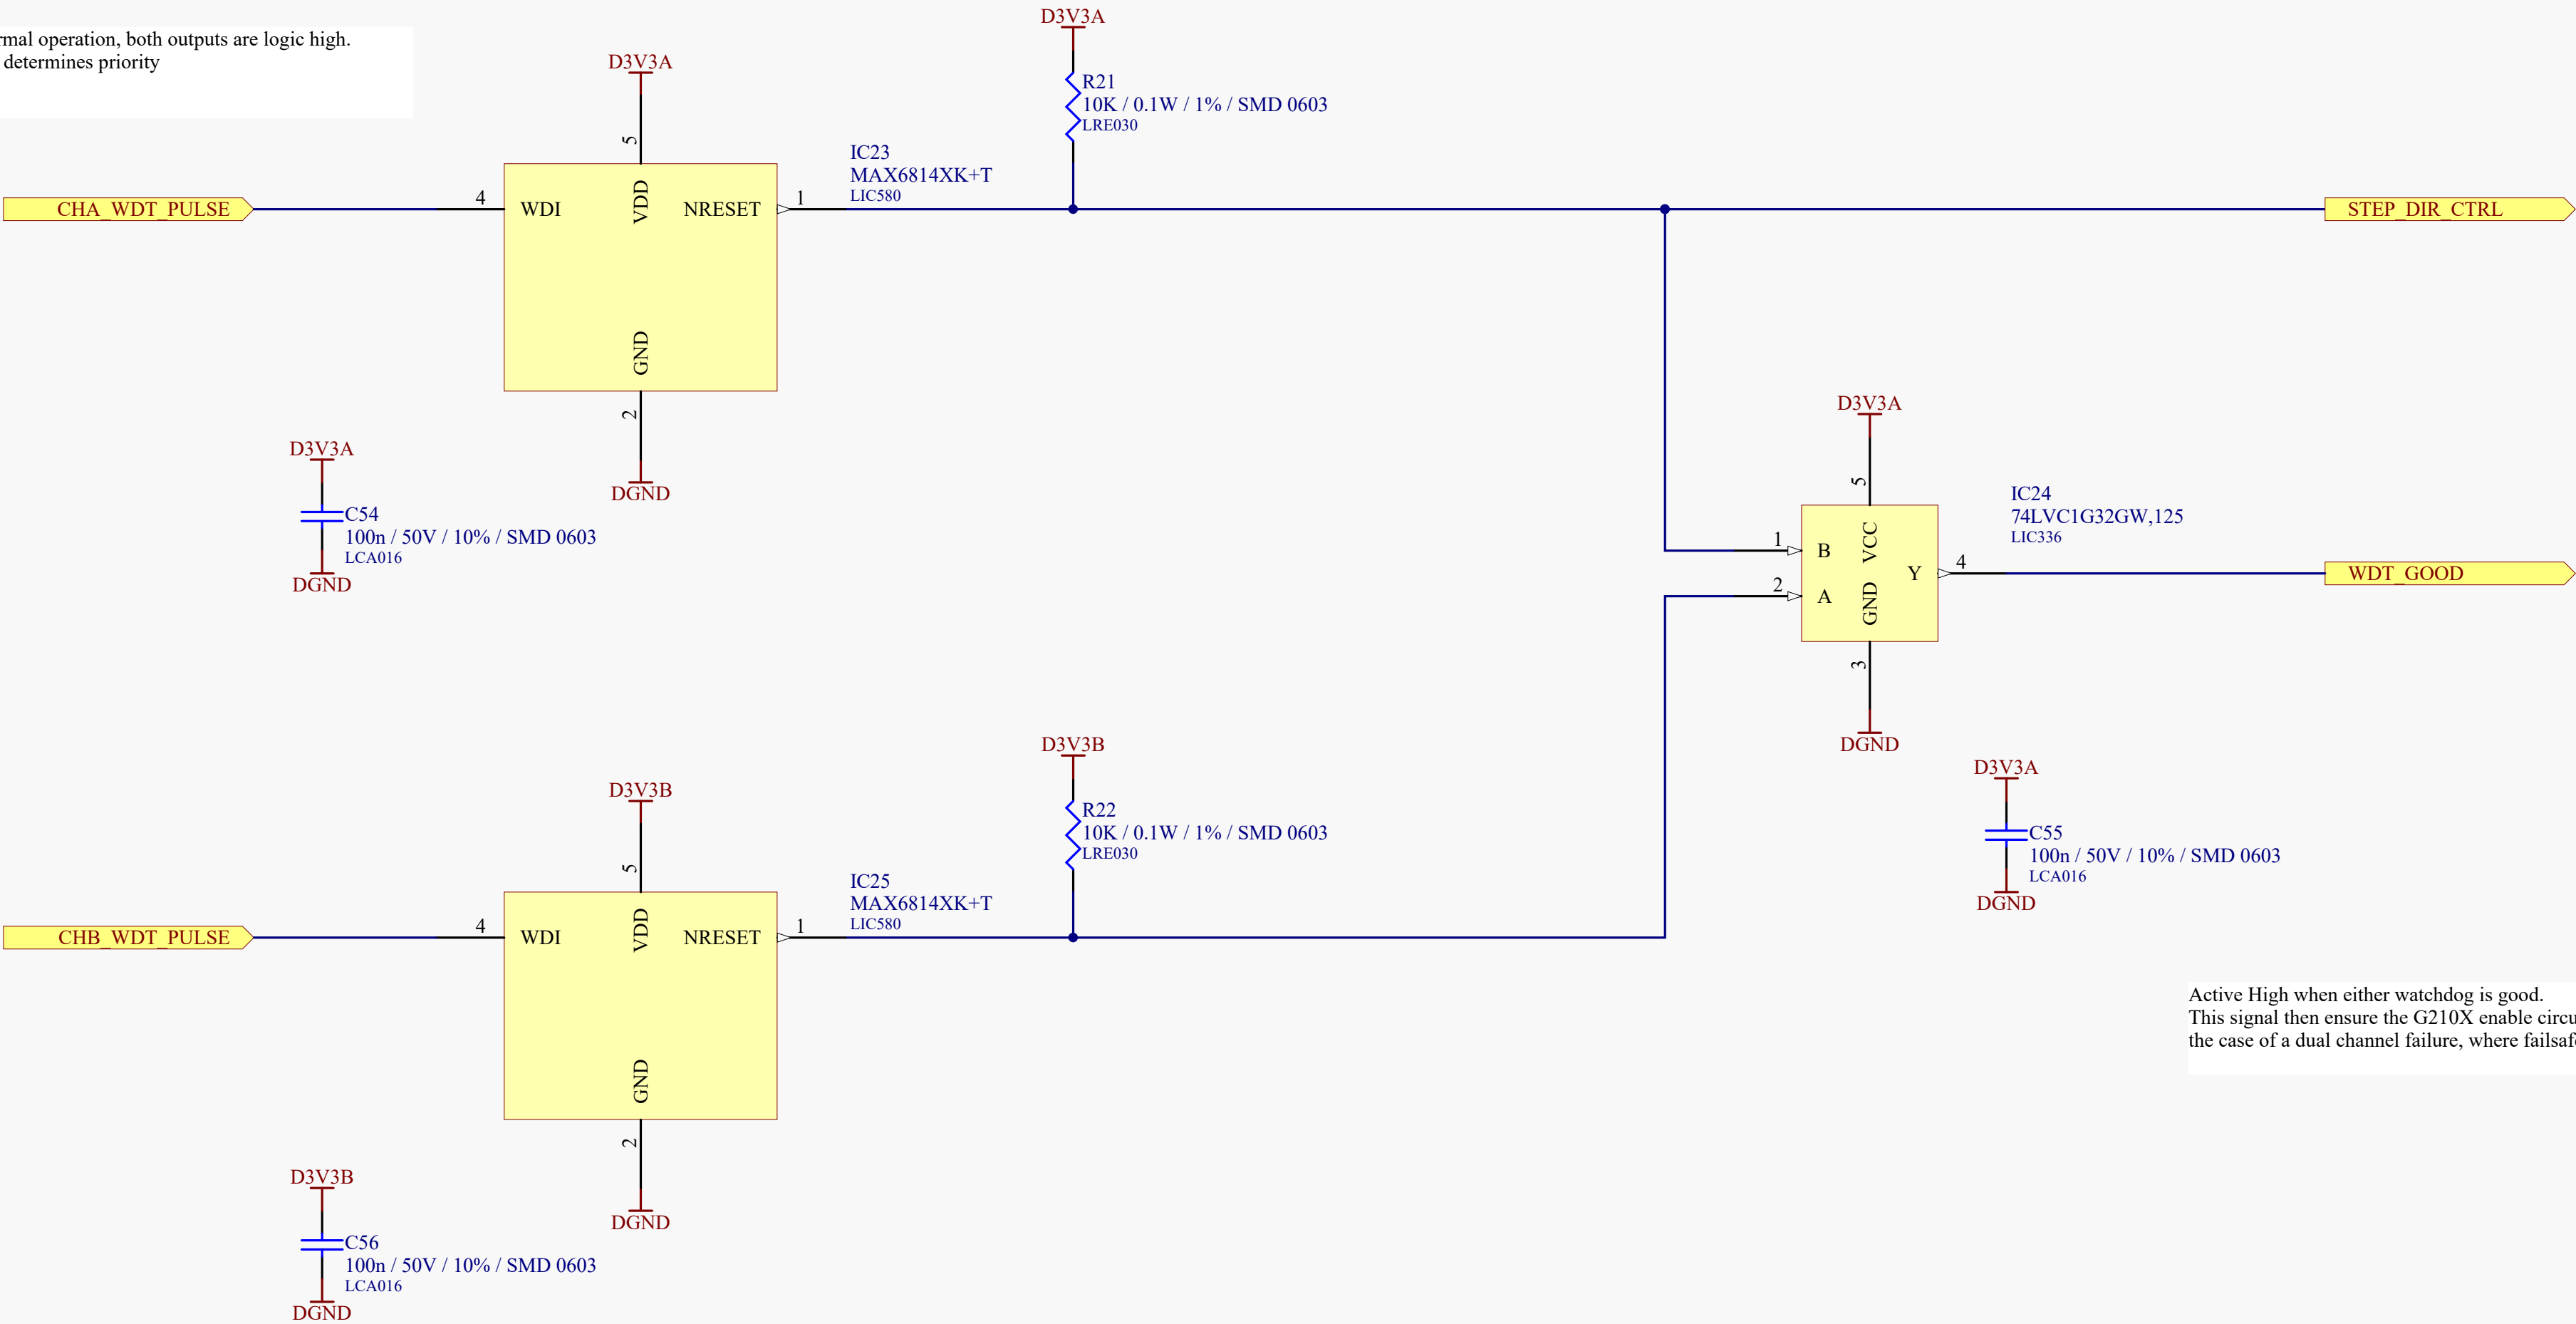 rmal operation, both outputs are logic high.
determines priority
D3V3A
R21
10K / 0.1W / 1% / SMD 0603
LRE030
D3V3A
5
IC23
MAX6814XK+T
LIC580
CHA_WDT_PULSE
4
WDI
VDD
NRESET
1
GND
2
DGND
STEP_DIR_CTRL
D3V3A
C54
100n / 50V / 10% / SMD 0603
LCA016
DGND
D3V3A
5
IC24
74LVC1G32GW,125
LIC336
1
B
VCC
2
A
GND
Y
4
WDT_GOOD
3
DGND
D3V3A
C55
100n / 50V / 10% / SMD 0603
LCA016
DGND
D3V3B
R22
10K / 0.1W / 1% / SMD 0603
LRE030
D3V3B
5
IC25
MAX6814XK+T
LIC580
CHB_WDT_PULSE
4
WDI
VDD
NRESET
1
GND
2
DGND
Active High when either watchdog is good.
This signal then ensure the G210X enable circu
the case of a dual channel failure, where failsaf
D3V3B
C56
100n / 50V / 10% / SMD 0603
LCA016
DGND